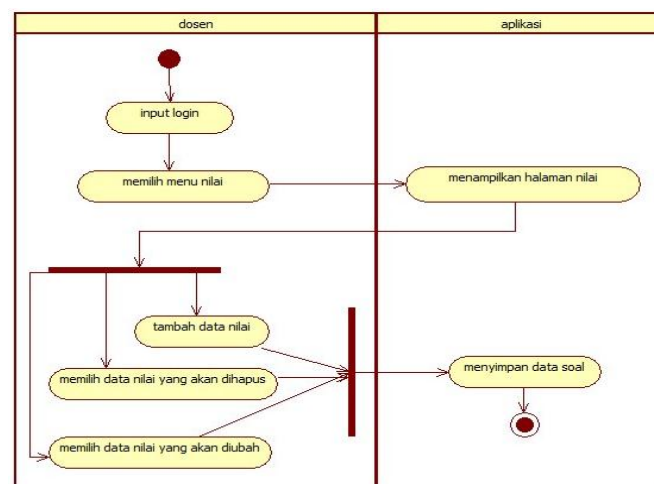 dosen
aplikasi
input login
memilih menu nilai
menampilkan halaman nilai
tambah data nilai
memilih data nilai yang akan dihapus
menyimpan data soal
memilih data nilai yang akan diubah